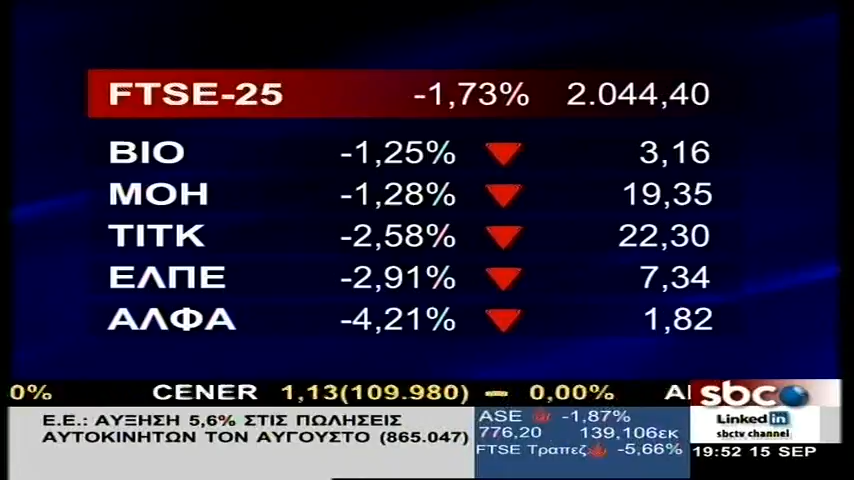 FTSE-25 -1,73% 2.044,40
ΒΙΟ -1,25% 3,16
ΜΟΗ -1,28% 19,35
ΤΙΤΚ -2,58% 22,30
ΕΛΠΕ -2,91% 7,34
ΑΛΦΑ -4,21% 1,82
0% CENER 1,13(109.980) 0,00%
sbc
Ε.Ε.: ΑΥΞΗΣΗ 5,6% ΣΤΙΣ ΠΩΛΗΣΕΙΣ
ΑΥΤΟΚΙΝΗΤΩΝ ΤΟΝ ΑΥΓΟΥΣΤΟ (865.047)
ASE -1,87%
776,20 139,106εκ
FTSE Τραπεζ -5,66%
Linked in
sbctv channel
19:52 15 SEP